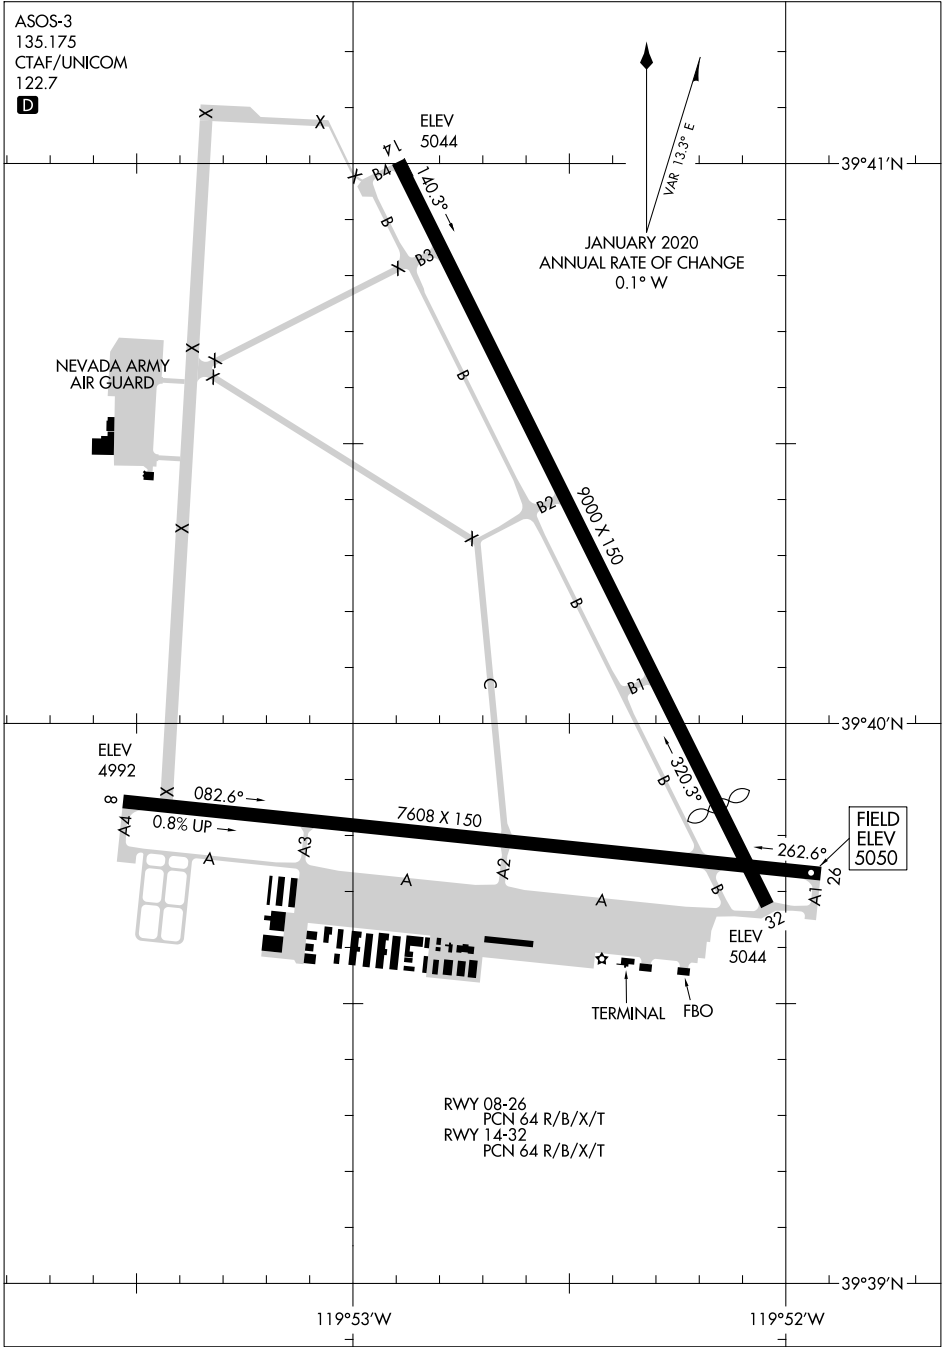 ASOS-3
135.175
CTAF/UNICOM
122.7
D
X
X
ELEV
5044
14
VAR 13.3° E
39°41'N
X
B4
140.3°
B
JANUARY 2020
ANNUAL RATE OF CHANGE
0.1° W
B3
X
X
X
X
NEVADA ARMY
AIR GUARD
B
B2
9000 X 150
X
X
B
C
B1
39°40'N
ELEV
4992
B
320.3°
8
X
082.6°
7608 X 150
0.8% UP
A4
A
A3
A
A2
A
B
262.6°
26
A1
FIELD
ELEV
5050
32
ELEV
5044
TERMINAL
FBO
RWY 08-26
PCN 64 R/B/X/T
RWY 14-32
PCN 64 R/B/X/T
39°39'N
119°53'W
119°52'W